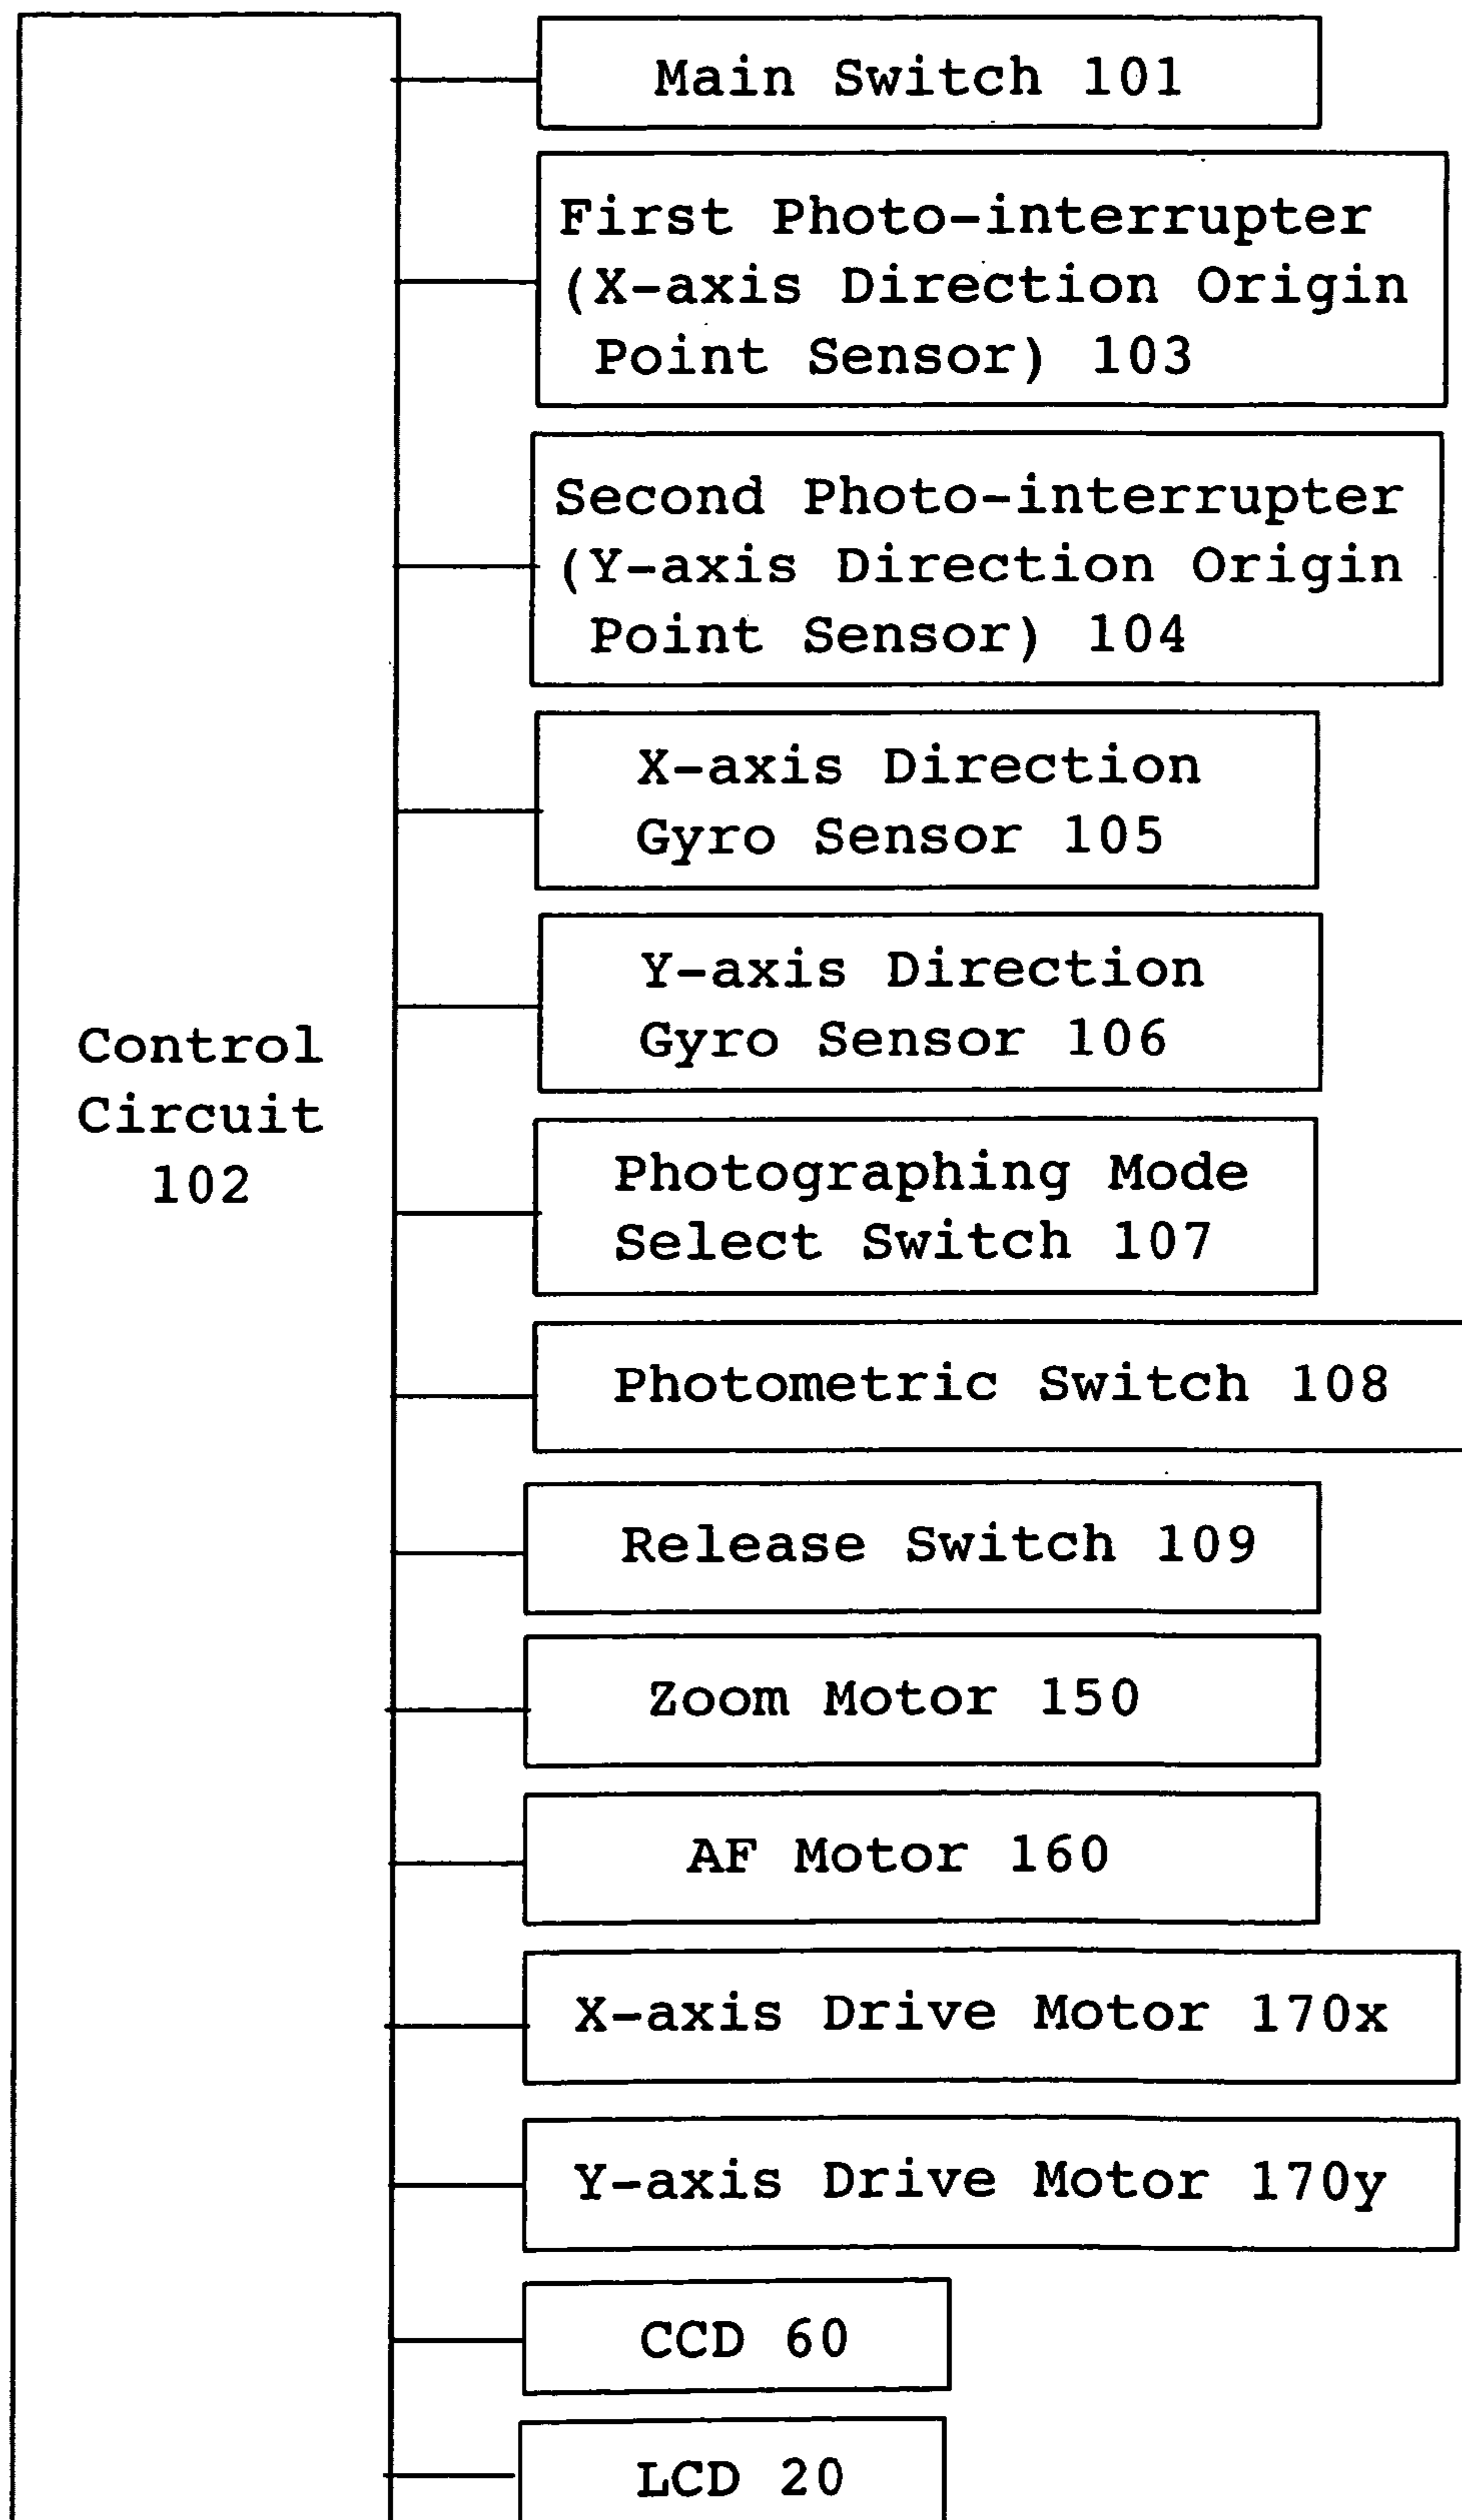 Main Switch 101
First Photo-interrupter
(X-axis Direction Origin
Point Sensor) 103
Second Photo-interrupter
(Y-axis Direction Origin
Point Sensor) 104
X-axis Direction
Gyro Sensor 105
Y-axis Direction
Gyro Sensor 106
Control
Circuit
102
Photographing Mode
Select Switch 107
Photometric Switch 108
Release Switch 109
Zoom Motor 150
AF Motor 160
X-axis Drive Motor 170x
Y-axis Drive Motor 170y
CCD 60
LCD 20